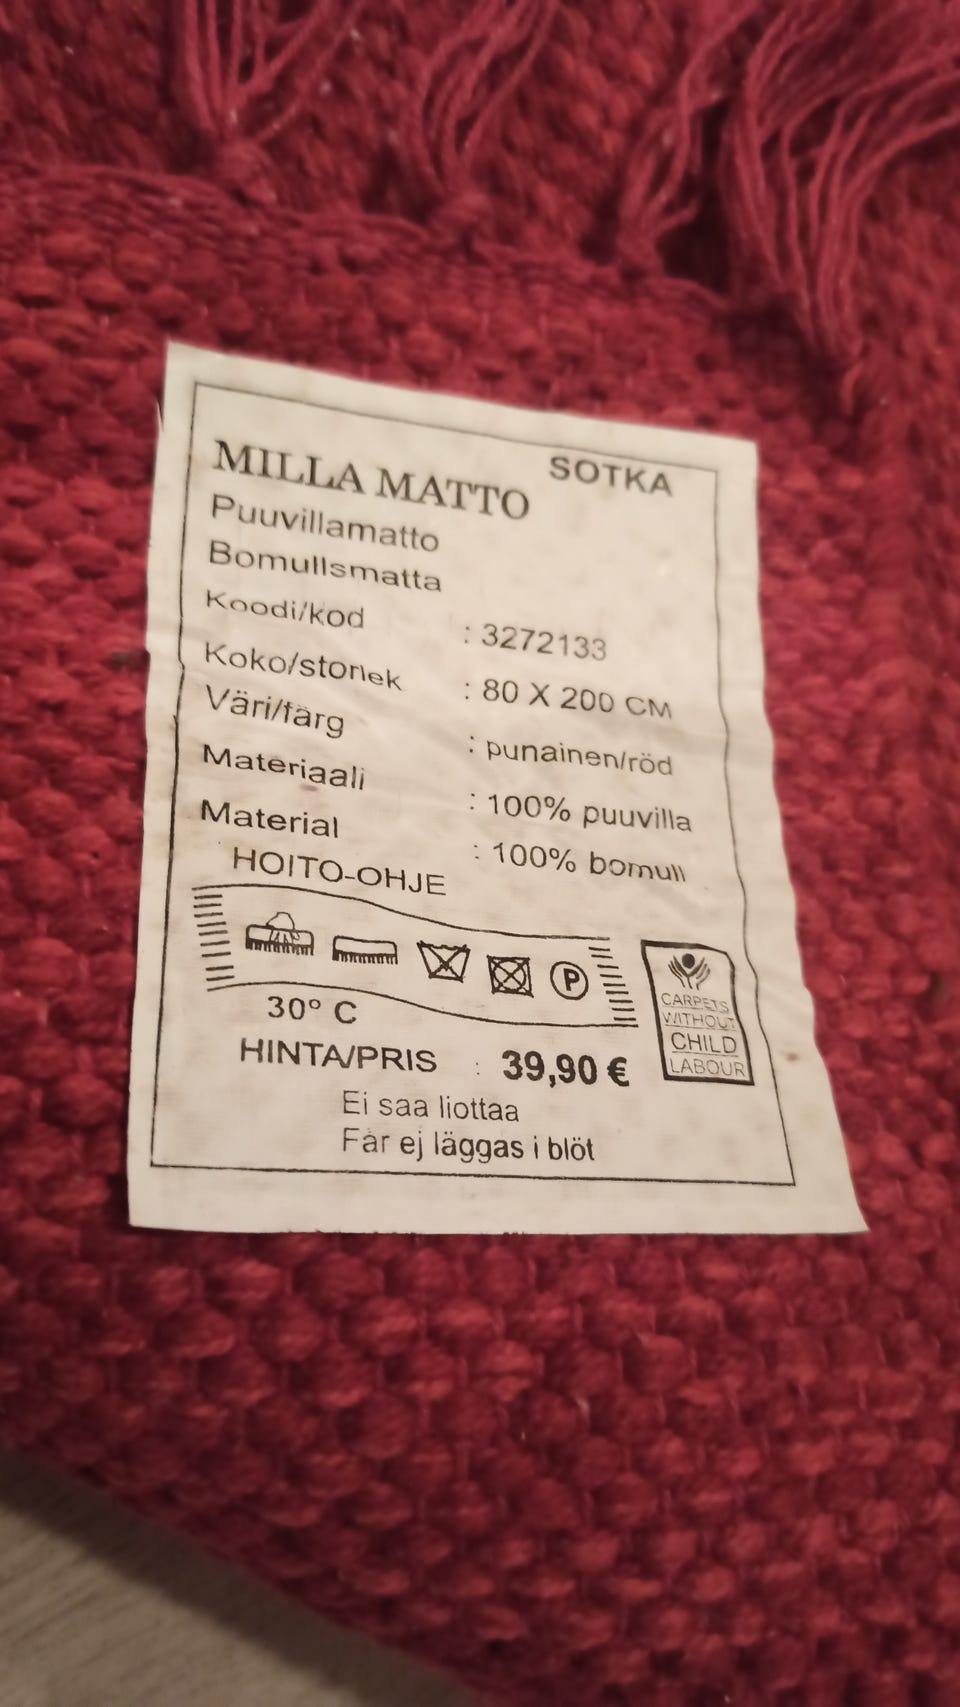 SOTKA
MILLA MATTO
Puuvillamatto
Bomullsmatta
Koodi/kod : 3272133
Koko/storlek : 80 X 200 CM
Väri/färg : punainen/röd
Materiaali : 100% puuvilla
Material : 100% bomull
HOITO-OHJE
P
30° C
CARPETS
WITHOUT
CHILD
LABOUR
HINTA/PRIS : 39,90 €
Ei saa liottaa
Får ej läggas i blöt